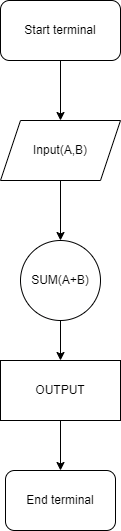 Start terminal
Input(A,B)
SUM(A+B)
OUTPUT
End terminal